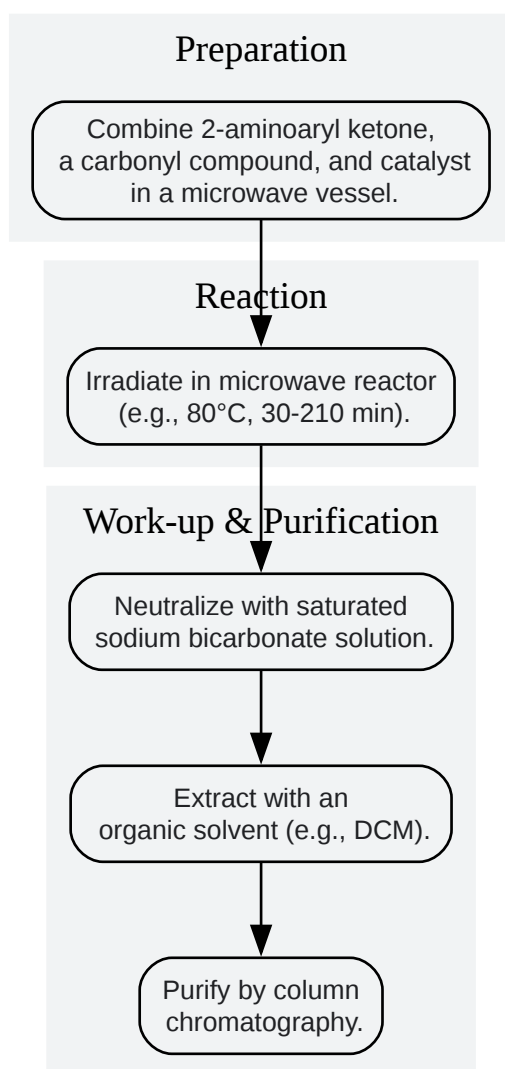 Preparation
Combine 2-aminoaryl ketone,
a carbonyl compound, and catalyst
in a microwave vessel.
Reaction
Irradiate in microwave reactor
(e.g., 80°C, 30-210 min).
Work-up & Purification
Neutralize with saturated
sodium bicarbonate solution.
Extract with an
organic solvent (e.g., DCM).
Purify by column
chromatography.